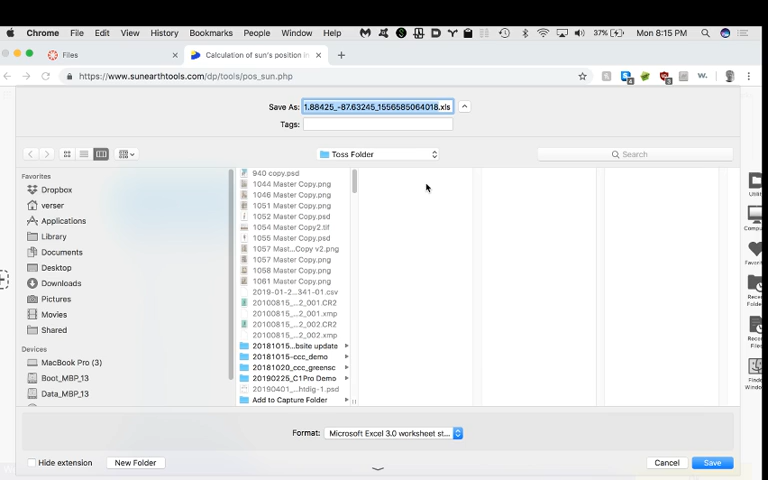 Chrome File Edit View History Bookmarks People Window Help 37% Mon 8:15 PM
Files Calculation of sun's position in
https://www.sunearthtools.com/dp/tools/pos_sun.php
Save As: 1.88425_-87.63245_1556585064018.xls
Tags:
Toss Folder Search
Favorites
Dropbox
verser
Applications
Library
Documents
Desktop
Downloads
Pictures
Movies
Shared
Devices
MacBook Pro (3)
Boot_MBP_13
Data_MBP_13
940 copy.psd
1044 Master Copy.png
1046 Master Copy.png
1051 Master Copy.png
1052 Master Copy.psd
1054 Master Copy2.tif
1055 Master Copy.psd
1057 Mast...Copy v2.png
1057 Master Copy.png
1058 Master Copy.png
1061 Master Copy.png
2019-01-2...341-01.csv
20100815_...2_001.CR2
20100815_...2_001.xmp
20100815_...2_002.CR2
20100815_...2_002.xmp
20181015...bsite update
20181015-ccc_demo
20181020_ccc_greensc
20190225_C1Pro Demo
20190401_...htdig-1.psd
Add to Capture Folder
Format: Microsoft Excel 3.0 worksheet st...
Hide extension New Folder Cancel Save